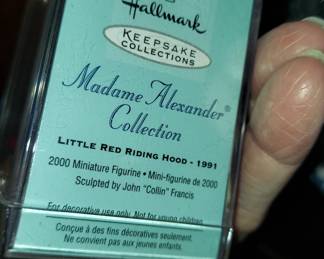 Hallmark
KEEPSAKE
COLLECTIONS
Madame Alexander®
Collection
LITTLE RED RIDING HOOD - 1991
2000 Miniature Figurine • Mini-figurine de 2000
Sculpted by John "Collin" Francis
For decorative use only. Not for young children.
Conçue à des fins décoratives seulement.
Ne convient pas aux jeunes enfants.